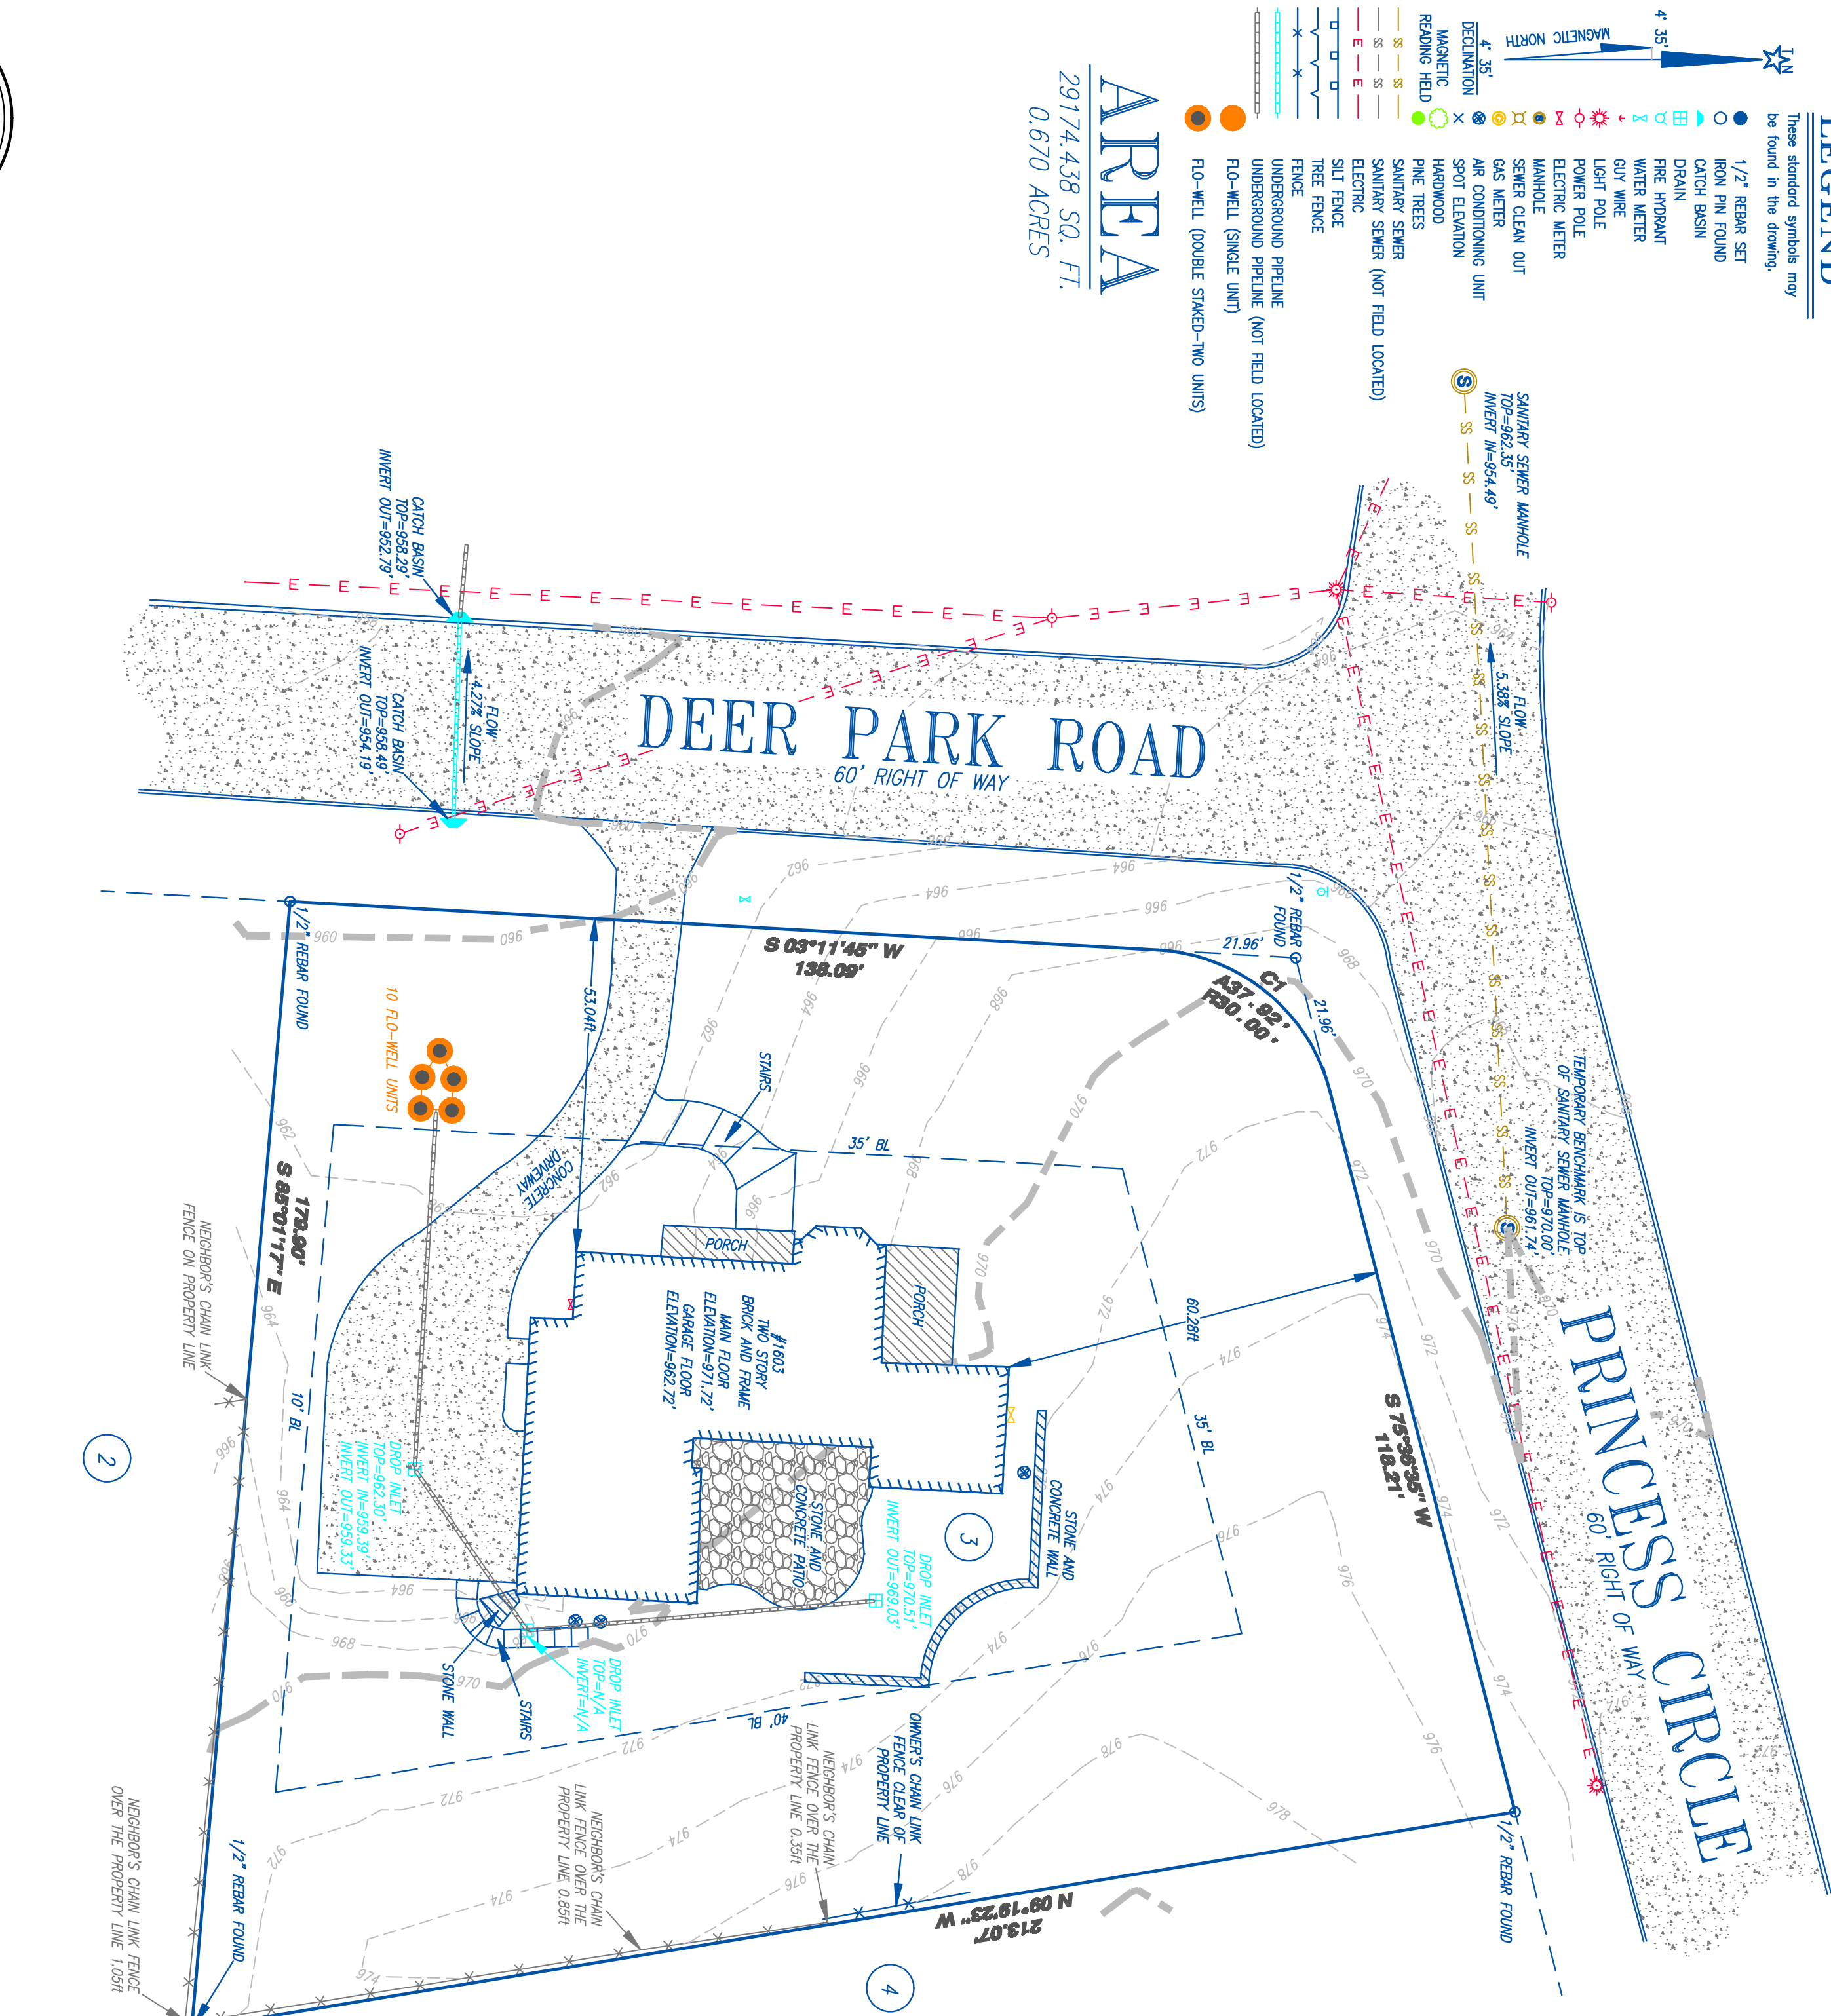 LEGEND
These standard symbols may
be found in the drawing.
1/2" REBAR SET
IRON PIN FOUND
CATCH BASIN
DRAIN
FIRE HYDRANT
WATER METER
GUY WIRE
LIGHT POLE
POWER POLE
ELECTRIC METER
MANHOLE
SEWER CLEAN OUT
GAS METER
AIR CONDITIONING UNIT
SPOT ELEVATION
HARDWOOD
PINE TREES
SANITARY SEWER
SANITARY SEWER (NOT FIELD LOCATED)
ELECTRIC
SILT FENCE
TREE FENCE
FENCE
UNDERGROUND PIPELINE
UNDERGROUND PIPELINE (NOT FIELD LOCATED)
FLO-WELL (SINGLE UNIT)
FLO-WELL (DOUBLE STAKED-TWO UNITS)
MAGNETIC NORTH
4° 35'
4° 35'
DECLINATION
MAGNETIC
READING HELD
AREA
29174.438 SQ. FT.
0.670 ACRES
SANITARY SEWER MANHOLE
TOP=962.35'
INVERT IN=954.49'
FLOW
5.38% SLOPE
TEMPORARY BENCHMARK IS TOP
OF SANITARY SEWER MANHOLE
TOP=970.00'
INVERT OUT=961.74'
PRINCESS CIRCLE
60' RIGHT OF WAY
DEER PARK ROAD
60' RIGHT OF WAY
CATCH BASIN
TOP=958.29'
INVERT OUT=952.79'
FLOW
4.27% SLOPE
CATCH BASIN
TOP=958.49'
INVERT OUT=954.19'
1/2" REBAR
FOUND
21.96'
21.96'
C1
A37.92'
R30.00'
S 03°11'45" W
138.09'
S 75°36'35" W
118.21'
1/2" REBAR FOUND
53.04ft
60.28ft
STAIRS
35' BL
35' BL
10' BL
40' BL
10 FLO-WELL UNITS
CONCRETE
DRIVEWAY
PORCH
PORCH
#1603
TWO STORY
BRICK AND FRAME
MAIN FLOOR
ELEVATION=971.72'
GARAGE FLOOR
ELEVATION=962.72'
STONE AND
CONCRETE PATIO
STONE AND
CONCRETE WALL
DROP INLET
TOP=970.51'
INVERT OUT=969.03'
DROP INLET
TOP=962.30'
INVERT IN=959.39'
INVERT OUT=959.33'
DROP INLET
TOP=N/A
INVERT=N/A
STAIRS
STONE WALL
179.90'
S 85°01'17" E
NEIGHBOR'S CHAIN LINK
FENCE ON PROPERTY LINE
2
3
4
OWNER'S CHAIN LINK
FENCE CLEAR OF
PROPERTY LINE
NEIGHBOR'S CHAIN
LINK FENCE OVER THE
PROPERTY LINE 0.35ft
NEIGHBOR'S CHAIN
LINK FENCE OVER THE
PROPERTY LINE 0.85ft
N 09°19'23" W
213.07'
1/2" REBAR FOUND
1/2" REBAR FOUND
NEIGHBOR'S CHAIN LINK FENCE
OVER THE PROPERTY LINE 1.05ft